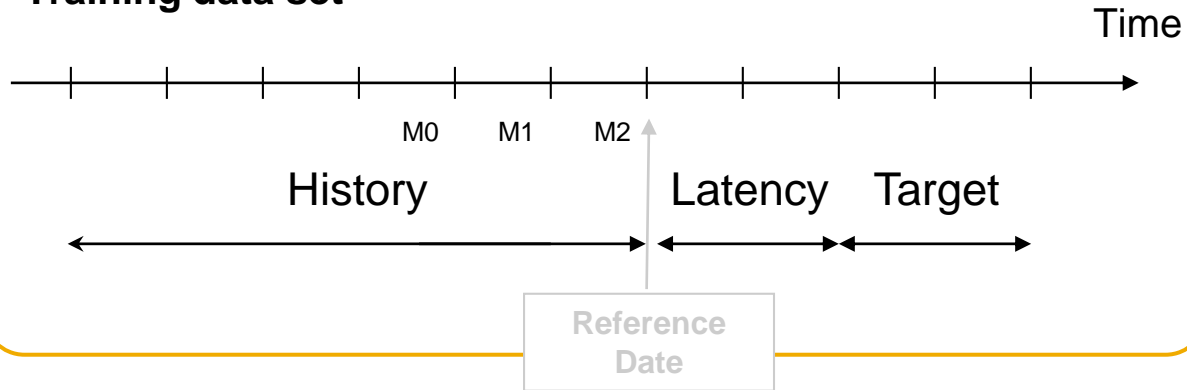 Training data set
Time
M0 M1 M2
History Latency Target
Reference
Date